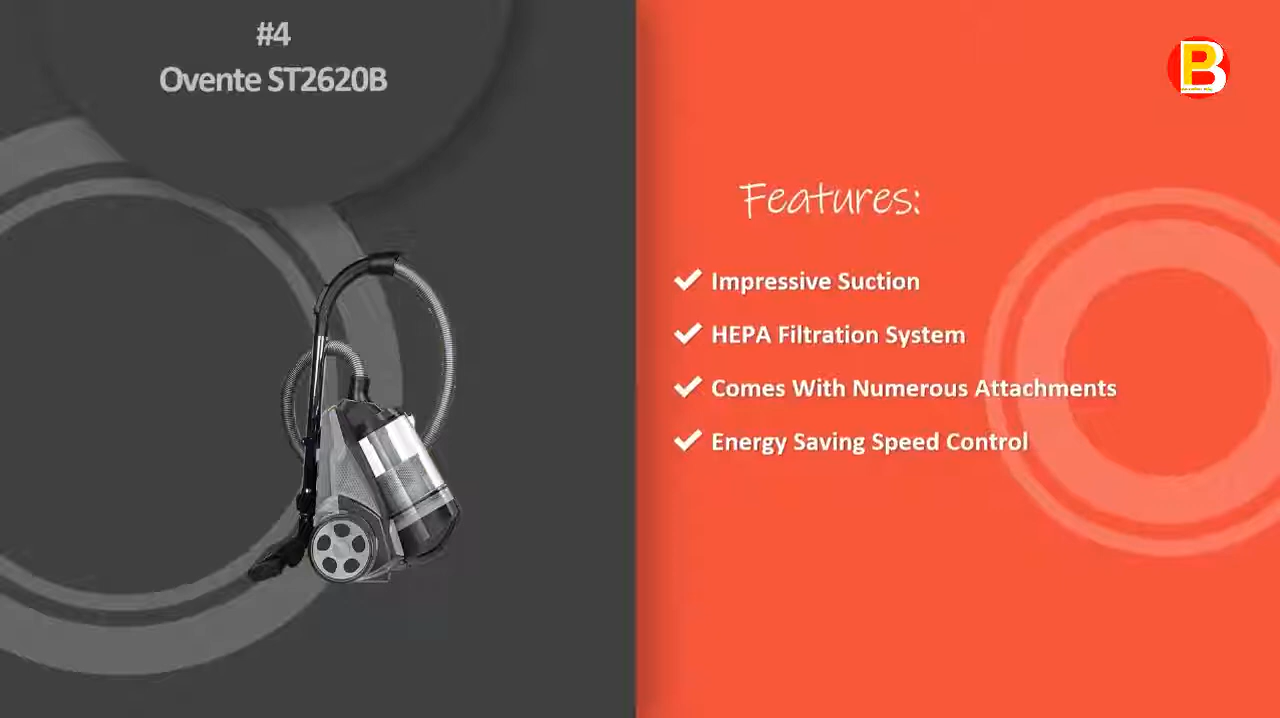 #4
Ovente ST2620B
B
Features:
Impressive Suction
HEPA Filtration System
Comes With Numerous Attachments
Energy Saving Speed Control